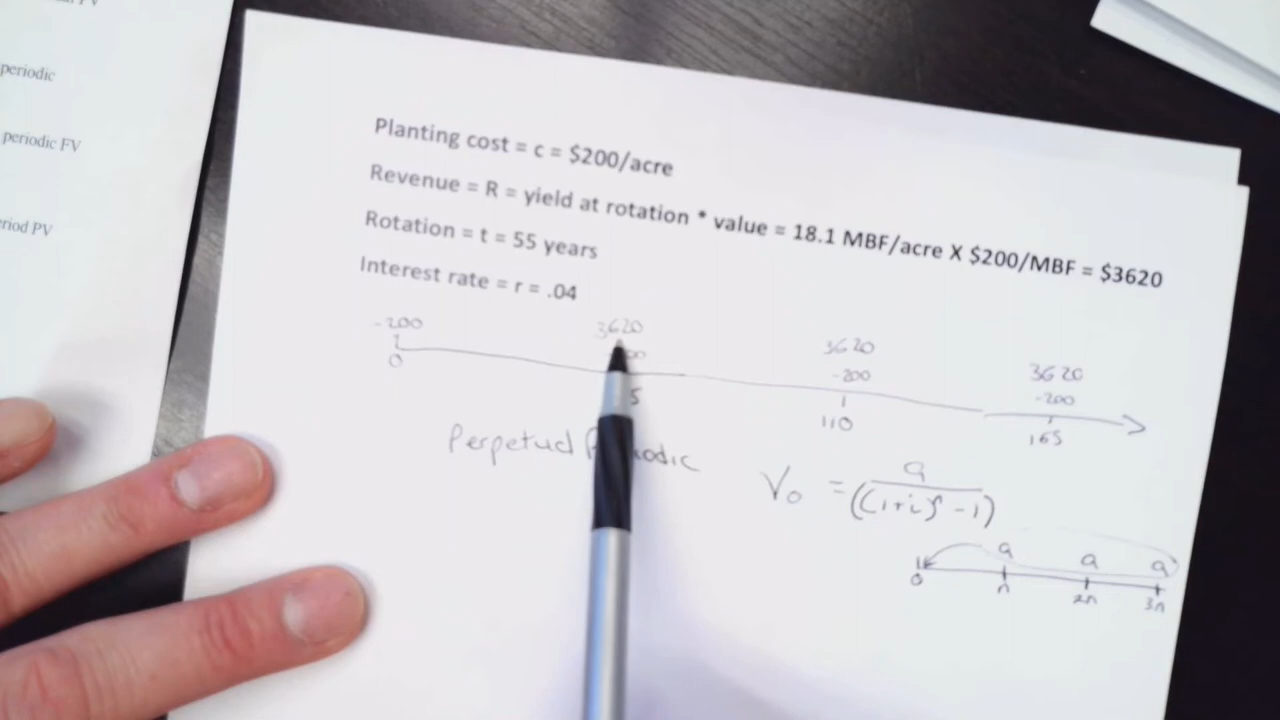 periodic
periodic FV
PV
Planting cost = c = $200/acre
Revenue = R = yield at rotation * value = 18.1 MBF/acre X $200/MBF = $3620
Rotation = t = 55 years
Interest rate = r = .04
-200 3620 3620 3620
-200 -200
0 5 110 165
Perpetual
V₀ = a / ((1+i)ⁿ - 1)
a a a
0 n 2n 3n